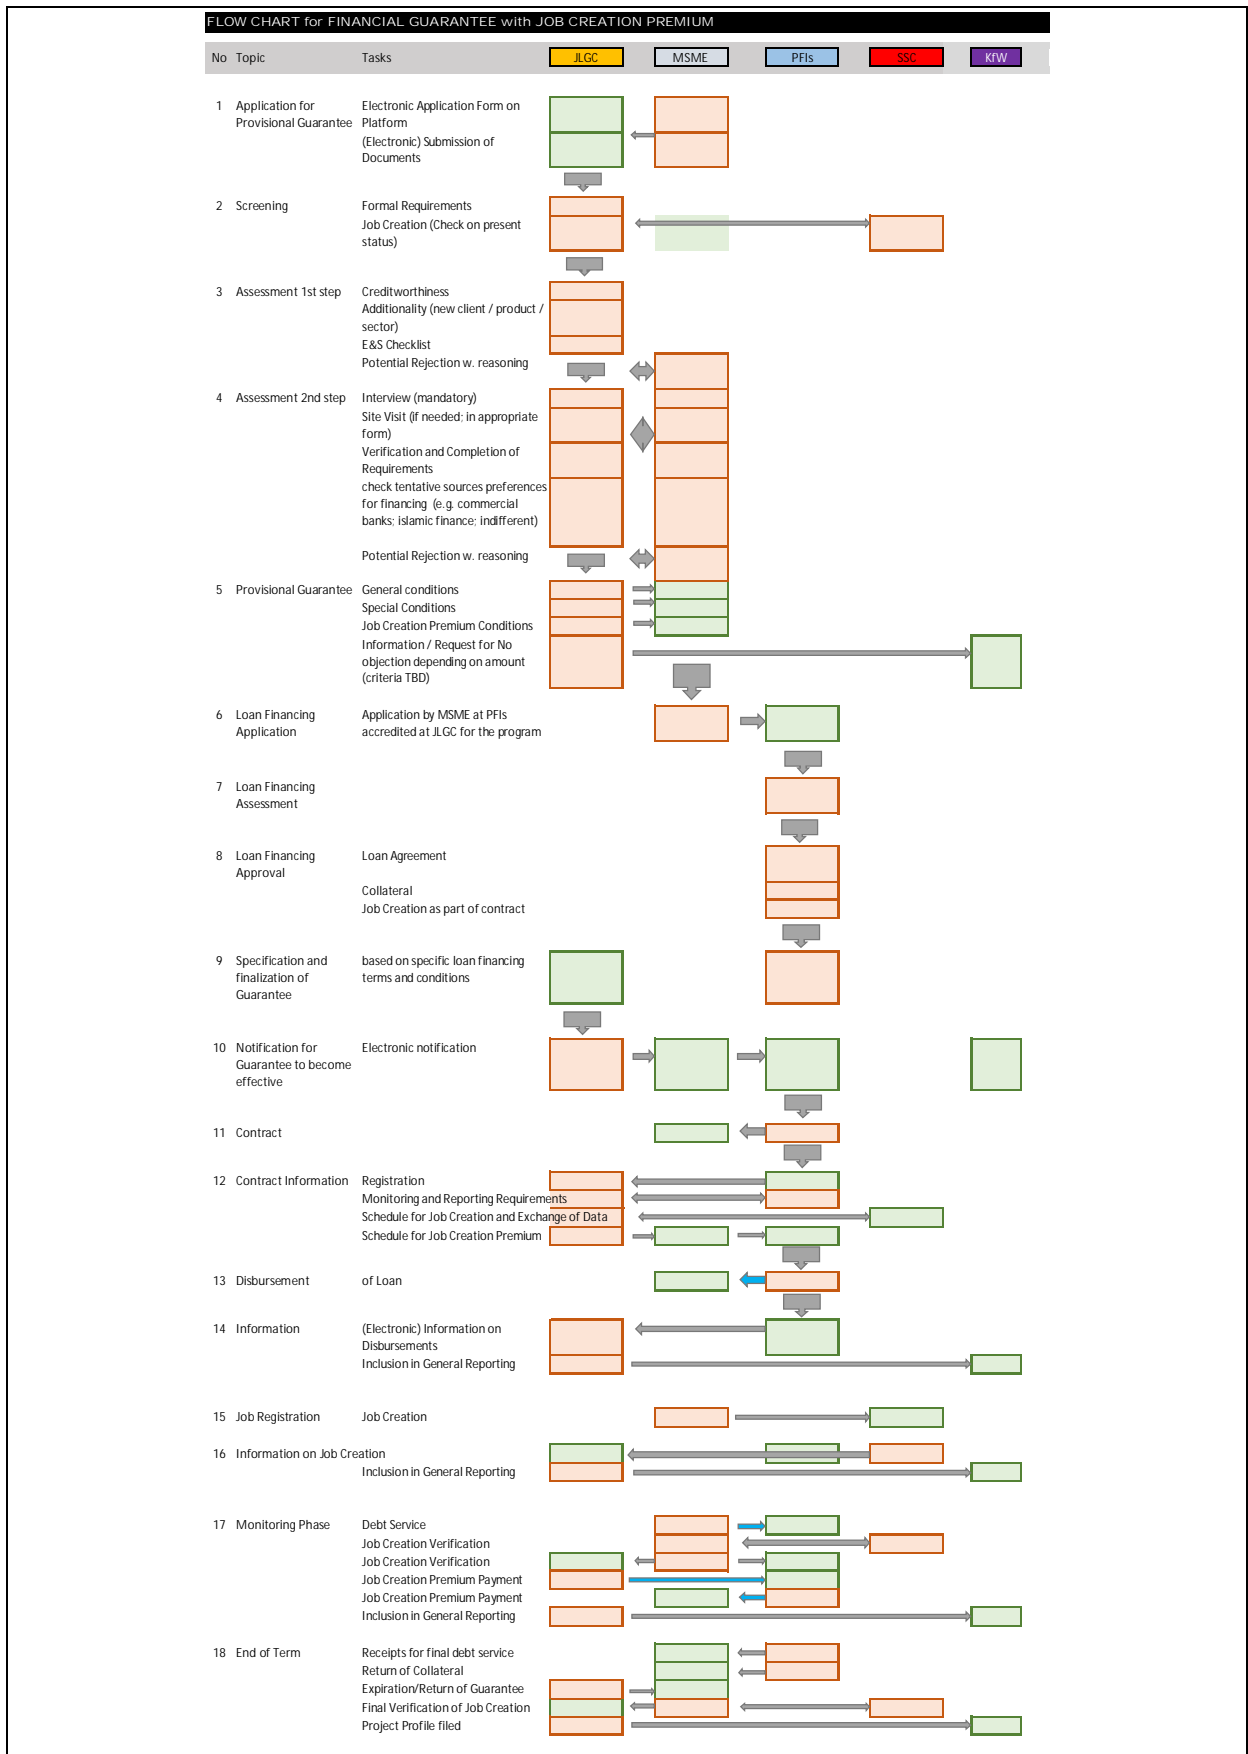 FLOW CHART for FINANCIAL GUARANTEE with JOB CREATION PREMIUM
No Topic Tasks JLGC MSME PFIs SSC KfW
1 Application for Electronic Application Form on
Provisional Guarantee Platform
(Electronic) Submission of
Documents
2 Screening Formal Requirements
Job Creation (Check on present
status)
3 Assessment 1st step Creditworthiness
Additionality (new client / product /
sector)
E&S Checklist
Potential Rejection w. reasoning
4 Assessment 2nd step Interview (mandatory)
Site Visit (if needed; in appropriate
form)
Verification and Completion of
Requirements
check tentative sources preferences
for financing (e.g. commercial
banks; islamic finance; indifferent)
Potential Rejection w. reasoning
5 Provisional Guarantee General conditions
Special Conditions
Job Creation Premium Conditions
Information / Request for No
objection depending on amount
(criteria TBD)
6 Loan Financing Application by MSME at PFIs
Application accredited at JLGC for the program
7 Loan Financing
Assessment
8 Loan Financing Loan Agreement
Approval
Collateral
Job Creation as part of contract
9 Specification and based on specific loan financing
finalization of terms and conditions
Guarantee
10 Notification for Electronic notification
Guarantee to become
effective
11 Contract
12 Contract Information Registration
Monitoring and Reporting Requirements
Schedule for Job Creation and Exchange of Data
Schedule for Job Creation Premium
13 Disbursement of Loan
14 Information (Electronic) Information on
Disbursements
Inclusion in General Reporting
15 Job Registration Job Creation
16 Information on Job Creation
Inclusion in General Reporting
17 Monitoring Phase Debt Service
Job Creation Verification
Job Creation Verification
Job Creation Premium Payment
Job Creation Premium Payment
Inclusion in General Reporting
18 End of Term Receipts for final debt service
Return of Collateral
Expiration/Return of Guarantee
Final Verification of Job Creation
Project Profile filed